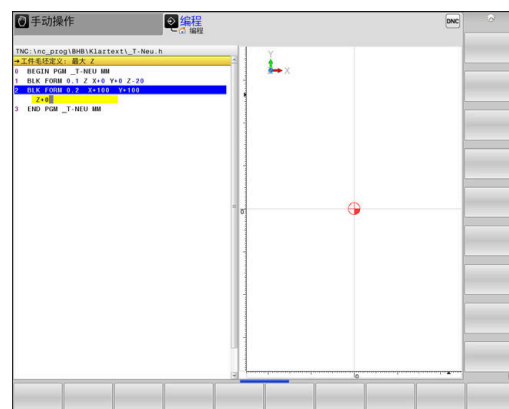 手动操作
编程
编程
DNC
TNC:\nc_prog\BHB\Klartext\_T-Neu.h
→工件毛坯定义: 最大 Z
0 BEGIN PGM _T-NEU MM
1 BLK FORM 0.1 Z X+0 Y+0 Z-20
2 BLK FORM 0.2 X+100 Y+100
Z+0
3 END PGM _T-NEU MM
Y
X
0
0